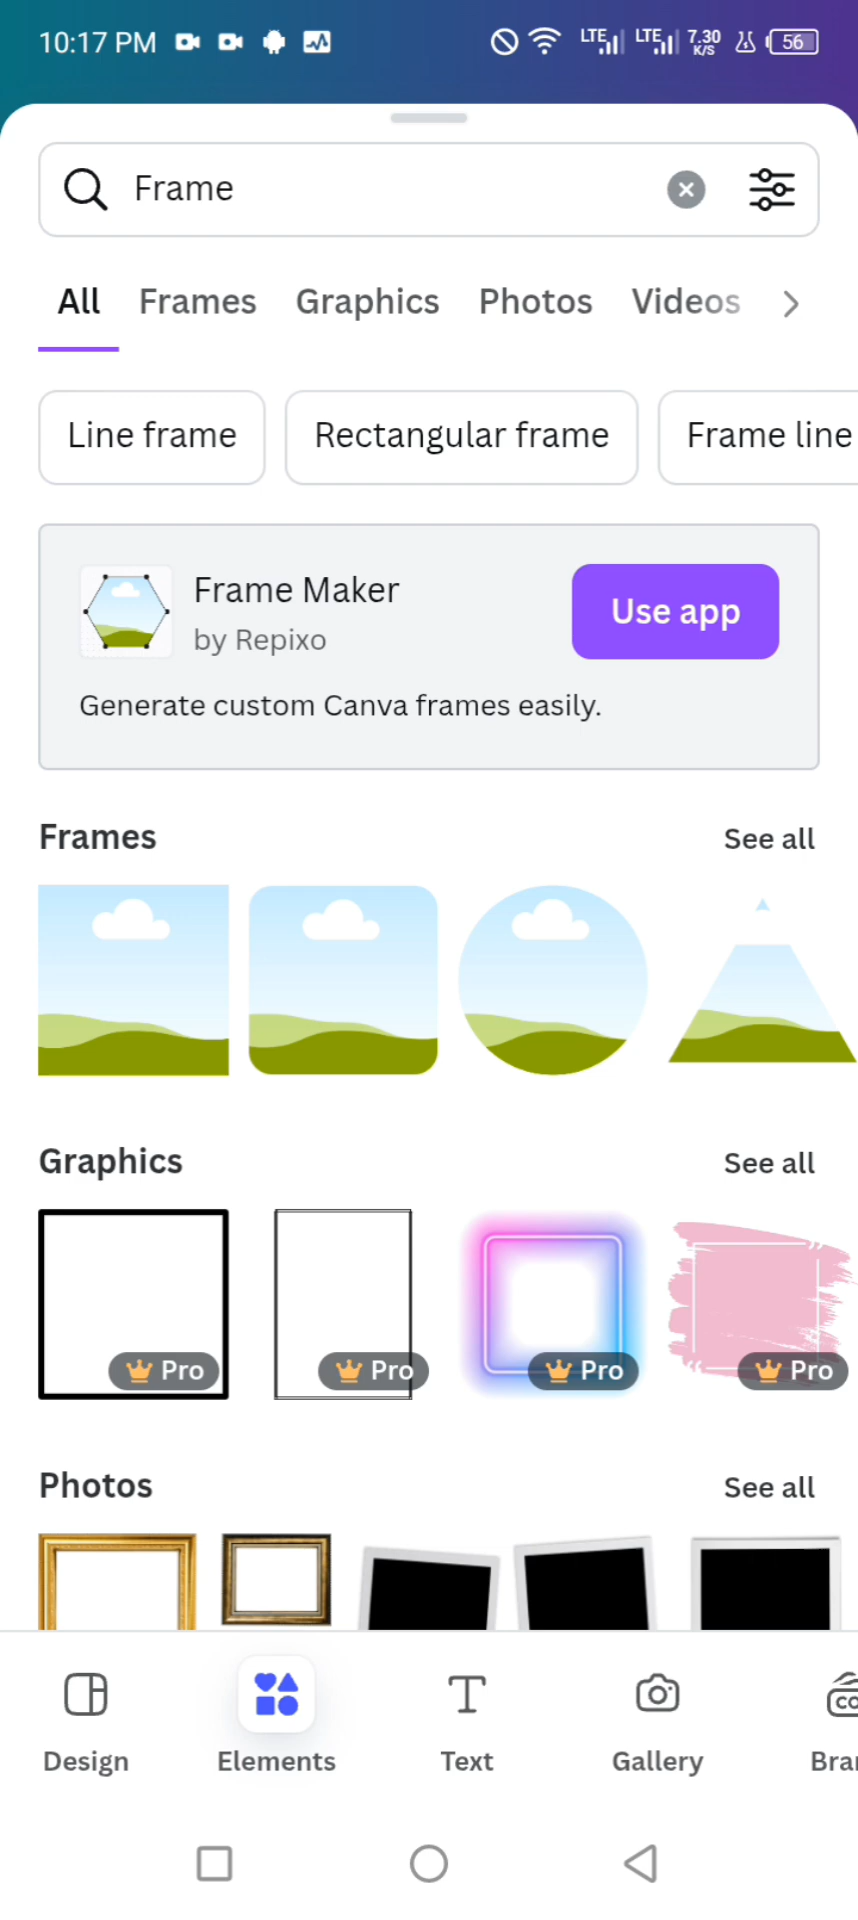 10:17 PM LTE LTE 7.30 K/S 56
Frame
All Frames Graphics Photos Videos
Line frame Rectangular frame Frame line
Frame Maker
by Repixo
Use app
Generate custom Canva frames easily.
Frames See all
Graphics See all
Pro Pro Pro Pro
Photos See all
Design Elements Text Gallery